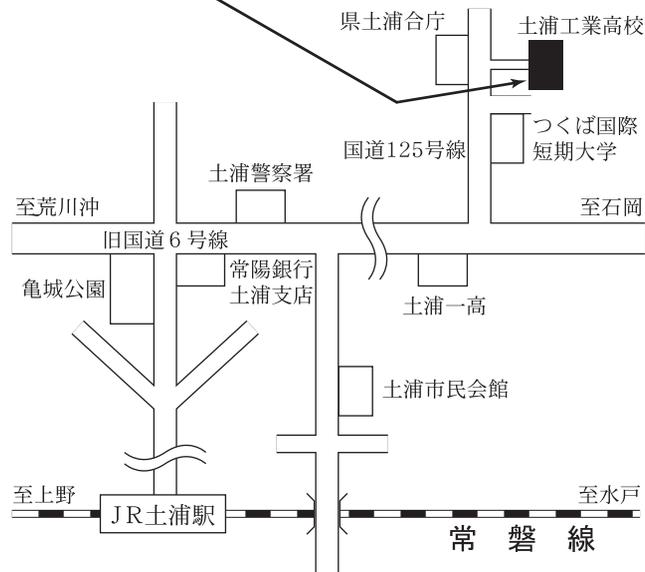 県土浦合庁
土浦工業高校
国道125号線
つくば国際
短期大学
土浦警察署
至荒川沖
至石岡
旧国道6号線
亀城公園
常陽銀行
土浦支店
土浦一高
土浦市民会館
至上野
JR土浦駅
至水戸
常磐線